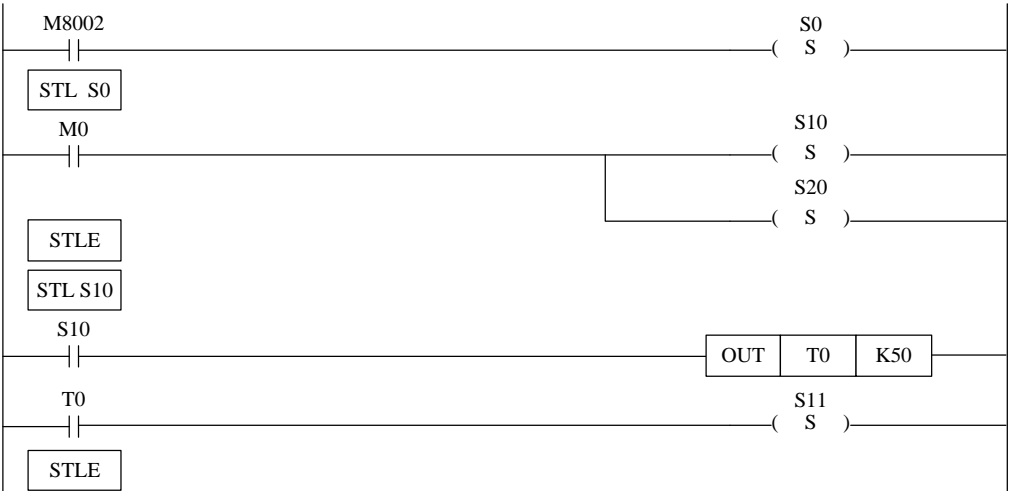 M8002
S0
( S )
STL S0
M0
S10
( S )
S20
( S )
STLE
STL S10
S10
OUT T0 K50
T0
S11
( S )
STLE